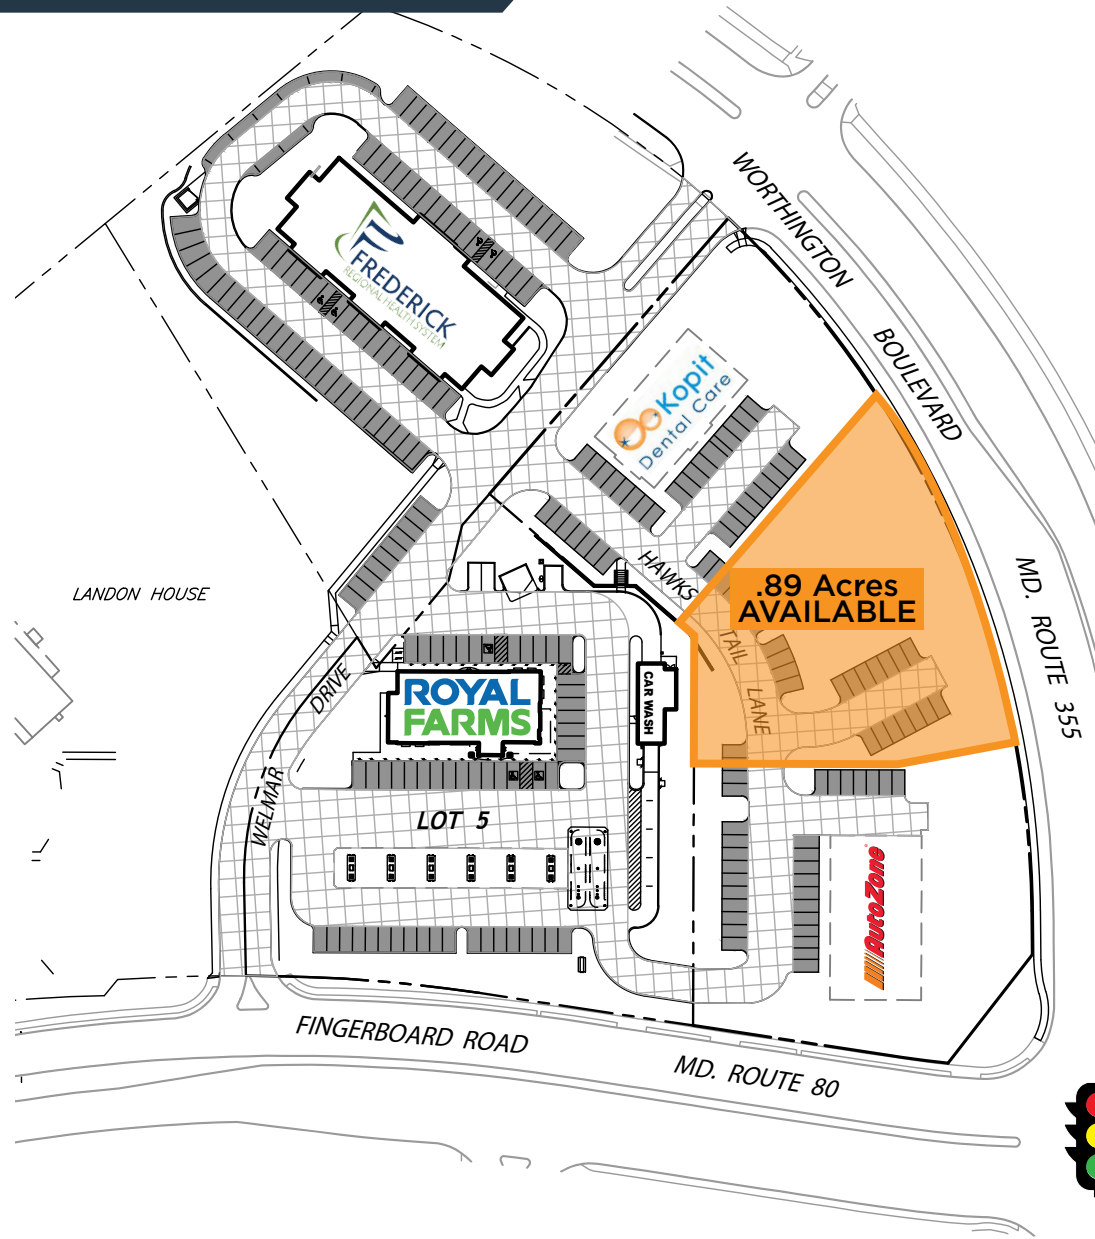 WORTHINGTON
BOULEVARD
FREDERICK
REGIONAL HEALTH SYSTEM
Kopit
Dental Care
HAWKS
TAIL
LANE
.89 Acres
AVAILABLE
MD. ROUTE 355
LANDON HOUSE
WELMAR
DRIVE
ROYAL
FARMS
CAR WASH
LOT 5
AutoZone
FINGERBOARD ROAD
MD. ROUTE 80